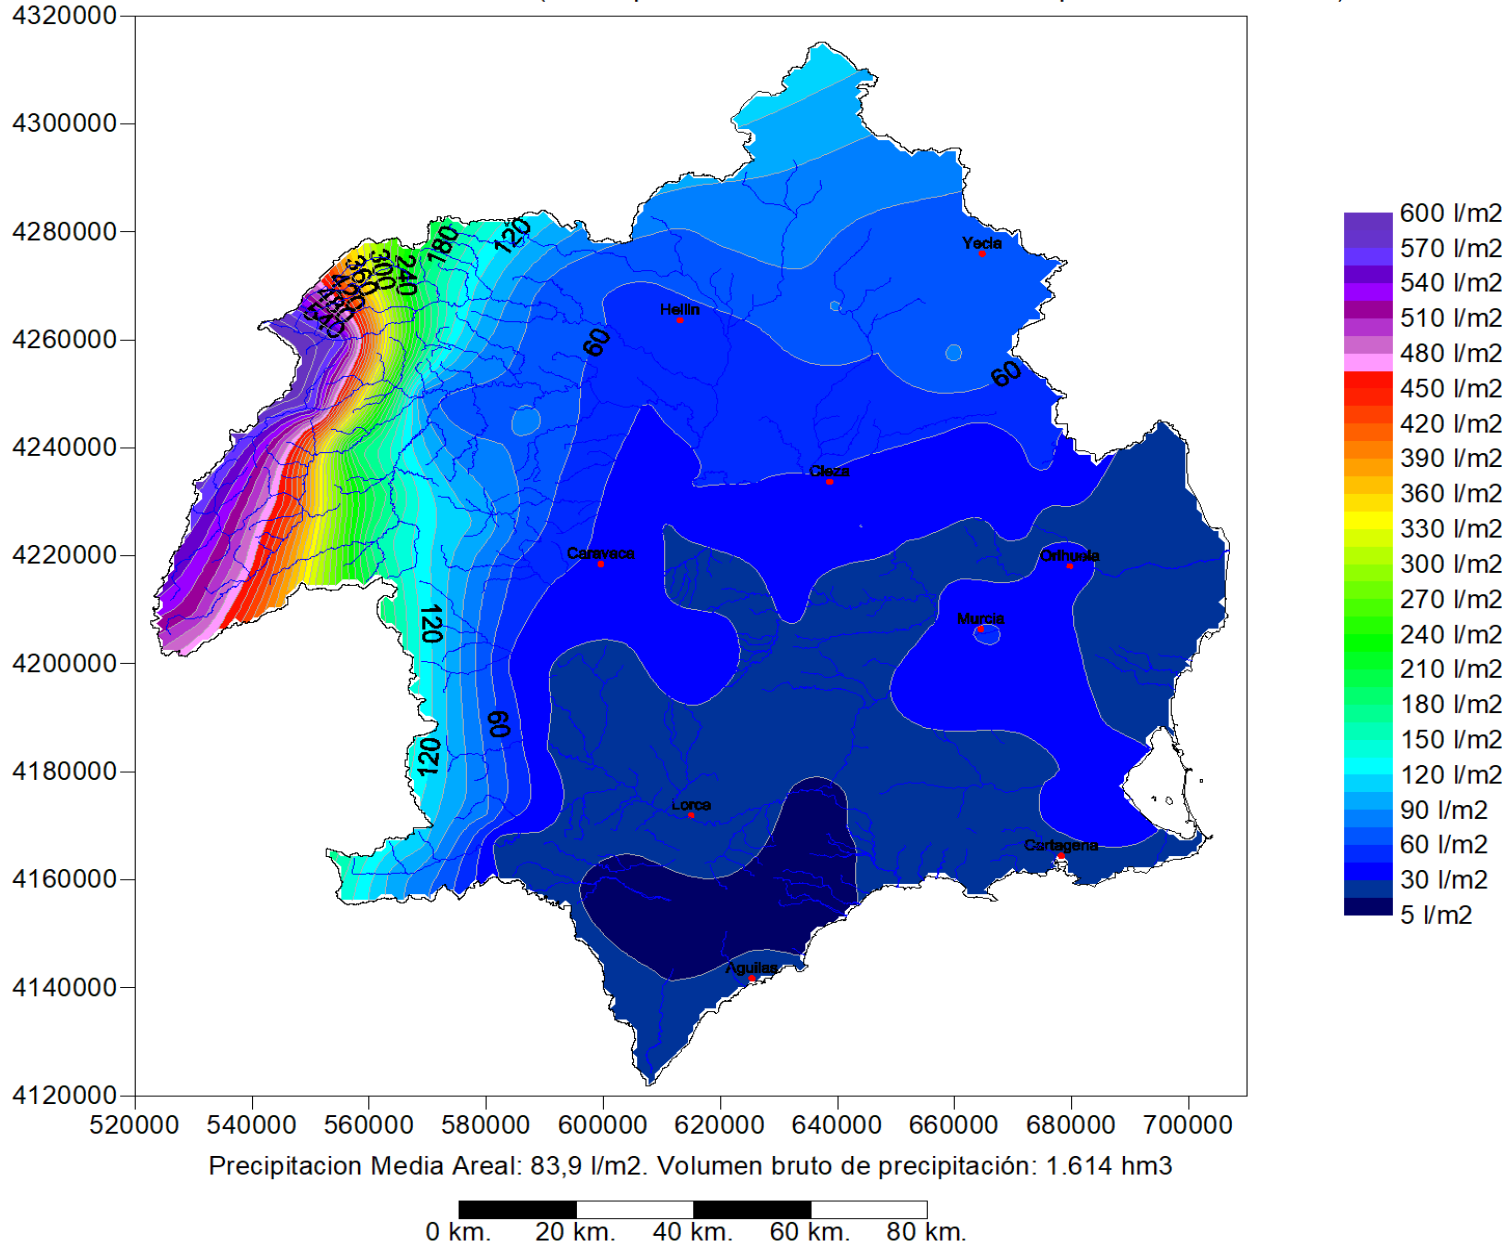 4320000
4300000
4280000
4260000
4240000
4220000
4200000
4180000
4160000
4140000
4120000
520000 540000 560000 580000 600000 620000 640000 660000 680000 700000
120
180
240
300
360
420
480
540
60
60
120
60
120
Yecla
Hellin
Cieza
Caravaca
Orihuela
Murcia
Lorca
Cartagena
Aguilas
600 l/m2
570 l/m2
540 l/m2
510 l/m2
480 l/m2
450 l/m2
420 l/m2
390 l/m2
360 l/m2
330 l/m2
300 l/m2
270 l/m2
240 l/m2
210 l/m2
180 l/m2
150 l/m2
120 l/m2
90 l/m2
60 l/m2
30 l/m2
5 l/m2
Precipitacion Media Areal: 83,9 l/m2. Volumen bruto de precipitación: 1.614 hm3
0 km. 20 km. 40 km. 60 km. 80 km.